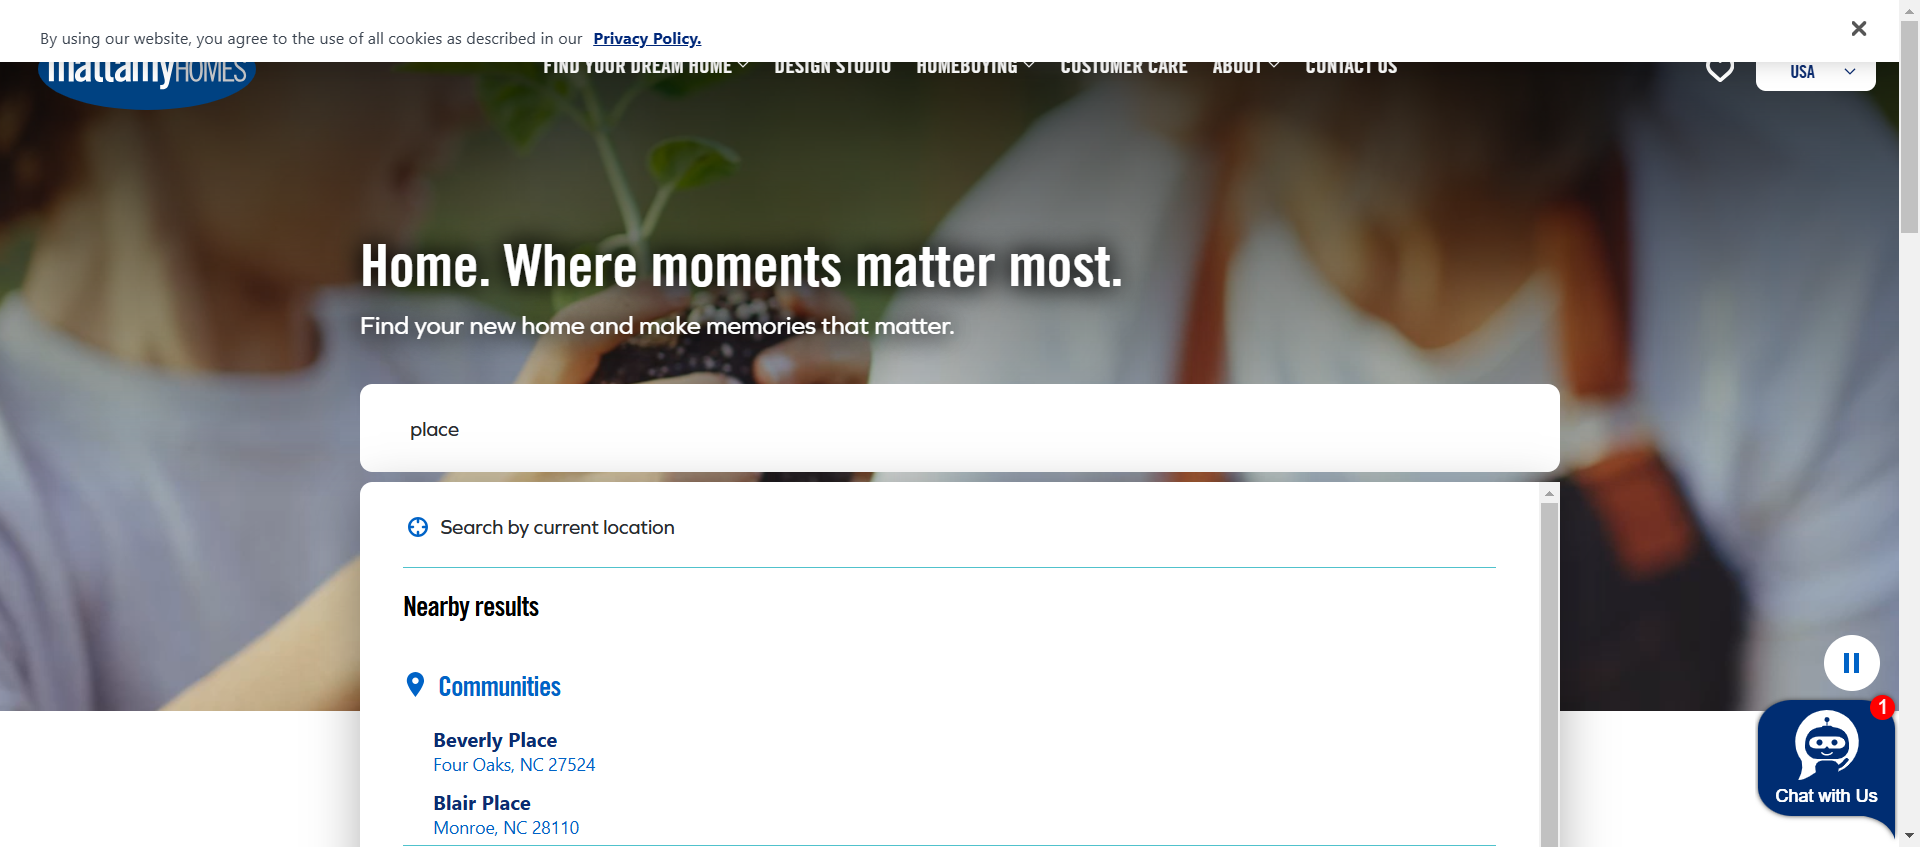 By using our website, you agree to the use of all cookies as described in our Privacy Policy.
mattamyHOMES
FIND YOUR DREAM HOME
DESIGN STUDIO
HOMEBUYING
CUSTOMER CARE
ABOUT
CONTACT US
USA
Home. Where moments matter most.
Find your new home and make memories that matter.
place
Search by current location
Nearby results
Communities
Beverly Place
Four Oaks, NC 27524
Blair Place
Monroe, NC 28110
1
Chat with Us